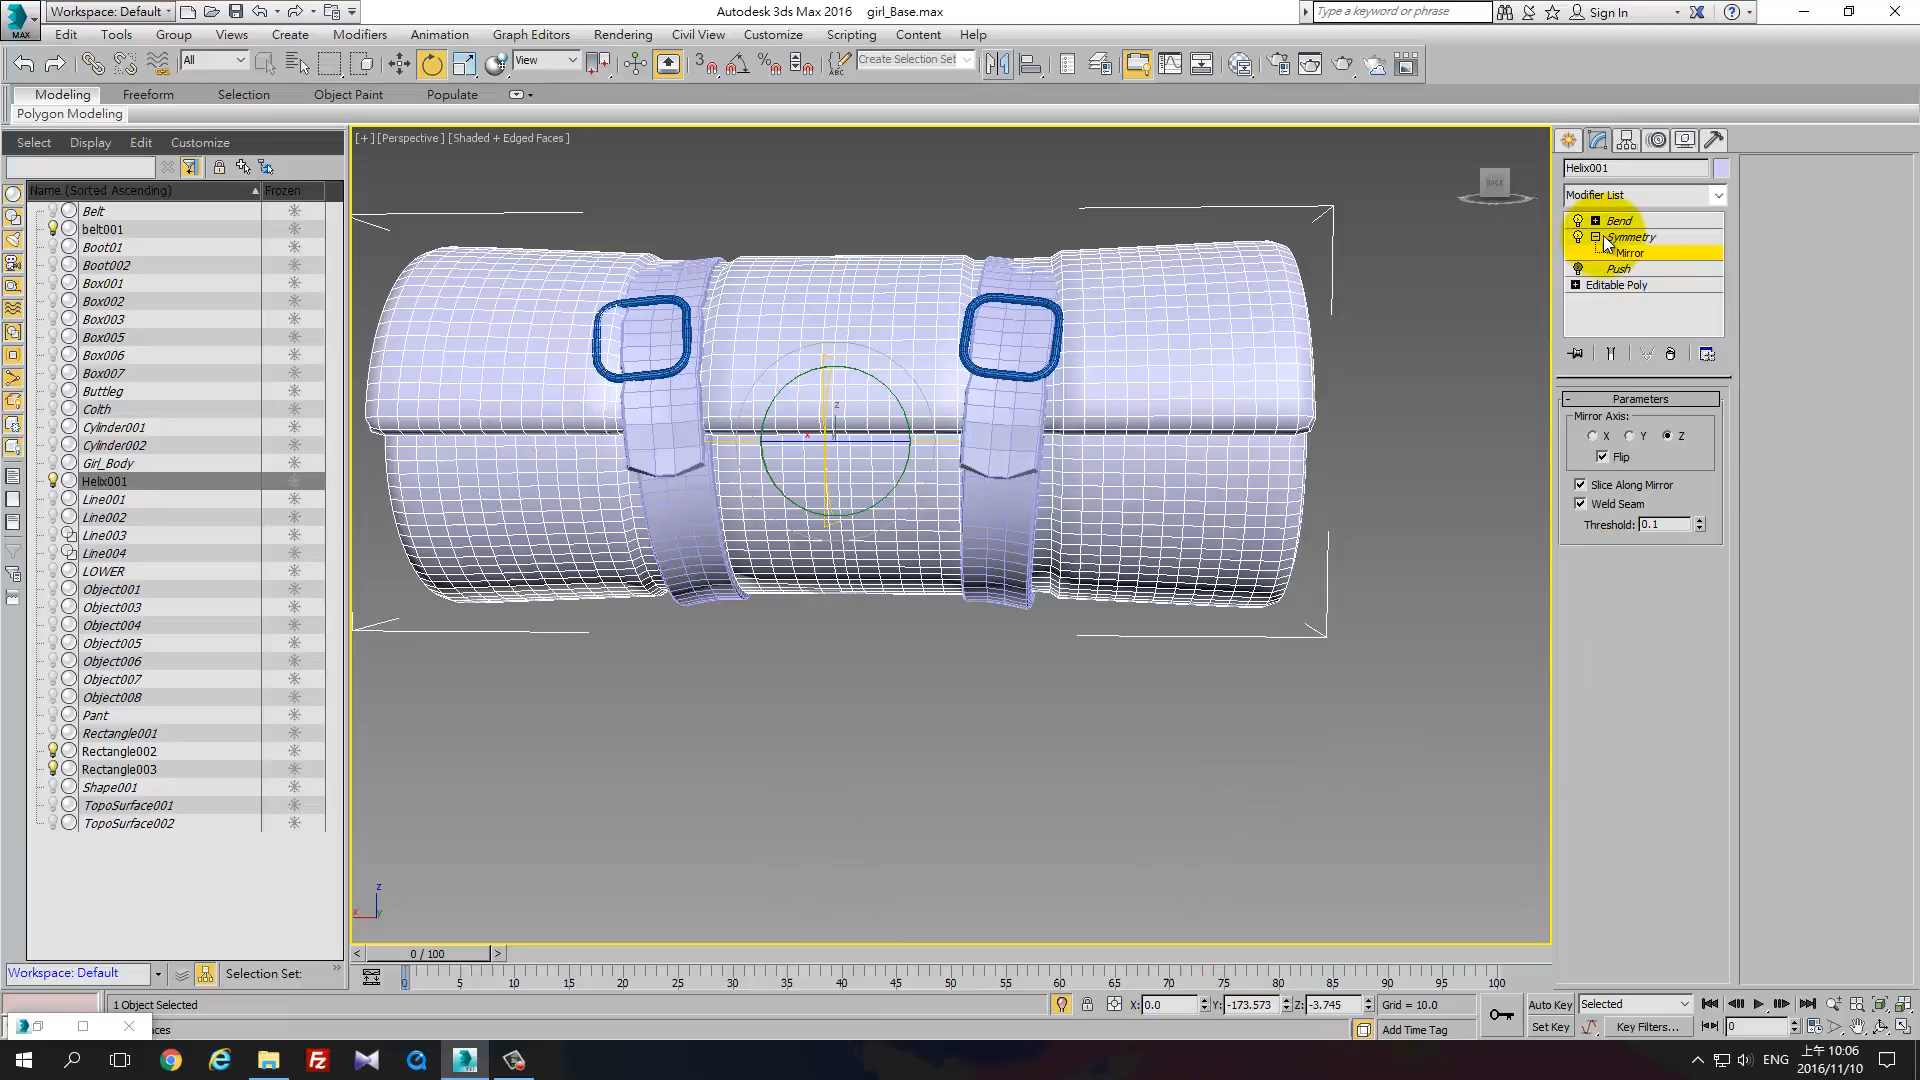 MAX
Workspace: Default
Autodesk 3ds Max 2016 girl_Base.max
Type a keyword or phrase
Sign In
Edit Tools Group Views Create Modifiers Animation Graph Editors Rendering Civil View Customize Scripting Content Help
All
View
Create Selection Set
Modeling Freeform Selection Object Paint Populate
Polygon Modeling
Select Display Edit Customize
Name (Sorted Ascending) Frozen
Belt
belt001
Boot01
Boot002
Box001
Box002
Box003
Box005
Box006
Box007
Buttleg
Colth
Cylinder001
Cylinder002
Girl_Body
Helix001
Line001
Line002
Line003
Line004
LOWER
Object001
Object003
Object004
Object005
Object006
Object007
Object008
Pant
Rectangle001
Rectangle002
Rectangle003
Shape001
TopoSurface001
TopoSurface002
Workspace: Default
Selection Set:
[+] [Perspective] [Shaded + Edged Faces]
BACK
z
x
z
x y
Helix001
Modifier List
Bend
Symmetry
Mirror
Push
Editable Poly
Parameters
Mirror Axis:
X Y Z
Flip
Slice Along Mirror
Weld Seam
Threshold: 0.1
< 0 / 100 >
0 5 10 15 20 25 30 35 40 45 50 55 60 65 70 75 80 85 90 95 100
1 Object Selected
X: 0.0 Y: -173.573 Z: -3.745 Grid = 10.0
Auto Key Selected
Add Time Tag
Set Key Key Filters...
0
ENG
上午 10:06
2016/11/10